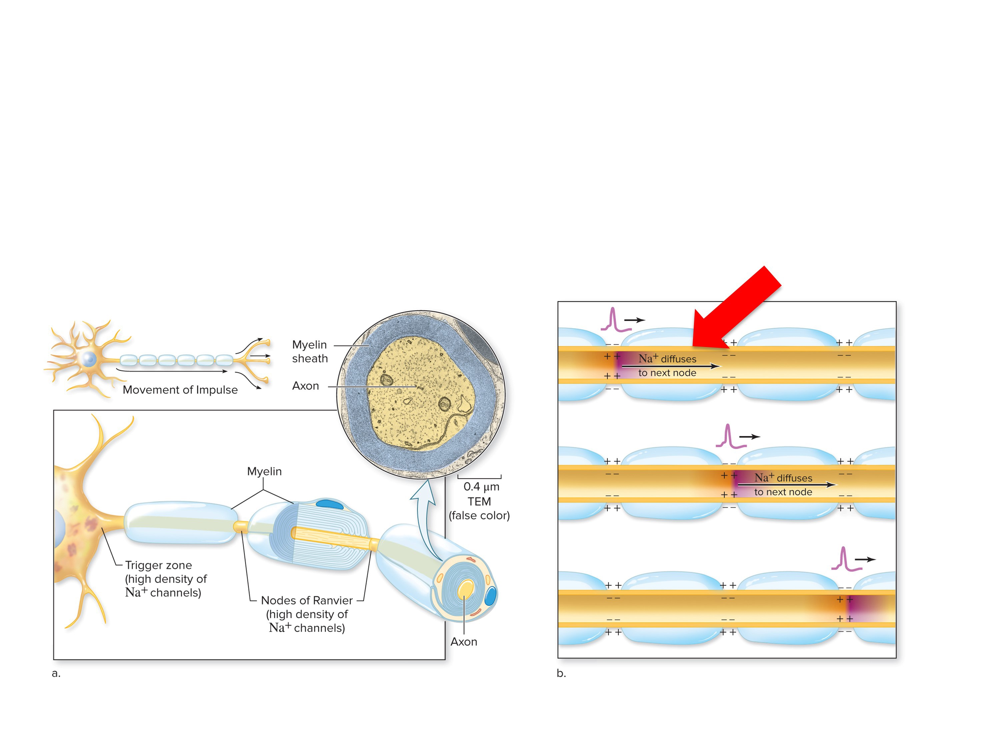 Movement of Impulse
Myelin
sheath
Axon
0.4 μm
TEM
(false color)
Myelin
Trigger zone
(high density of
Na+ channels)
Nodes of Ranvier
(high density of
Na+ channels)
Axon
a.
++ ++
-- ++ ++
++ Na+ diffuses -- --
++ to next node -- --
-- ++ ++
++ -- ++
-- ++ Na+ diffuses --
-- ++ to next node --
++ -- ++
++ ++ --
-- -- ++
-- -- ++
++ ++ --
b.